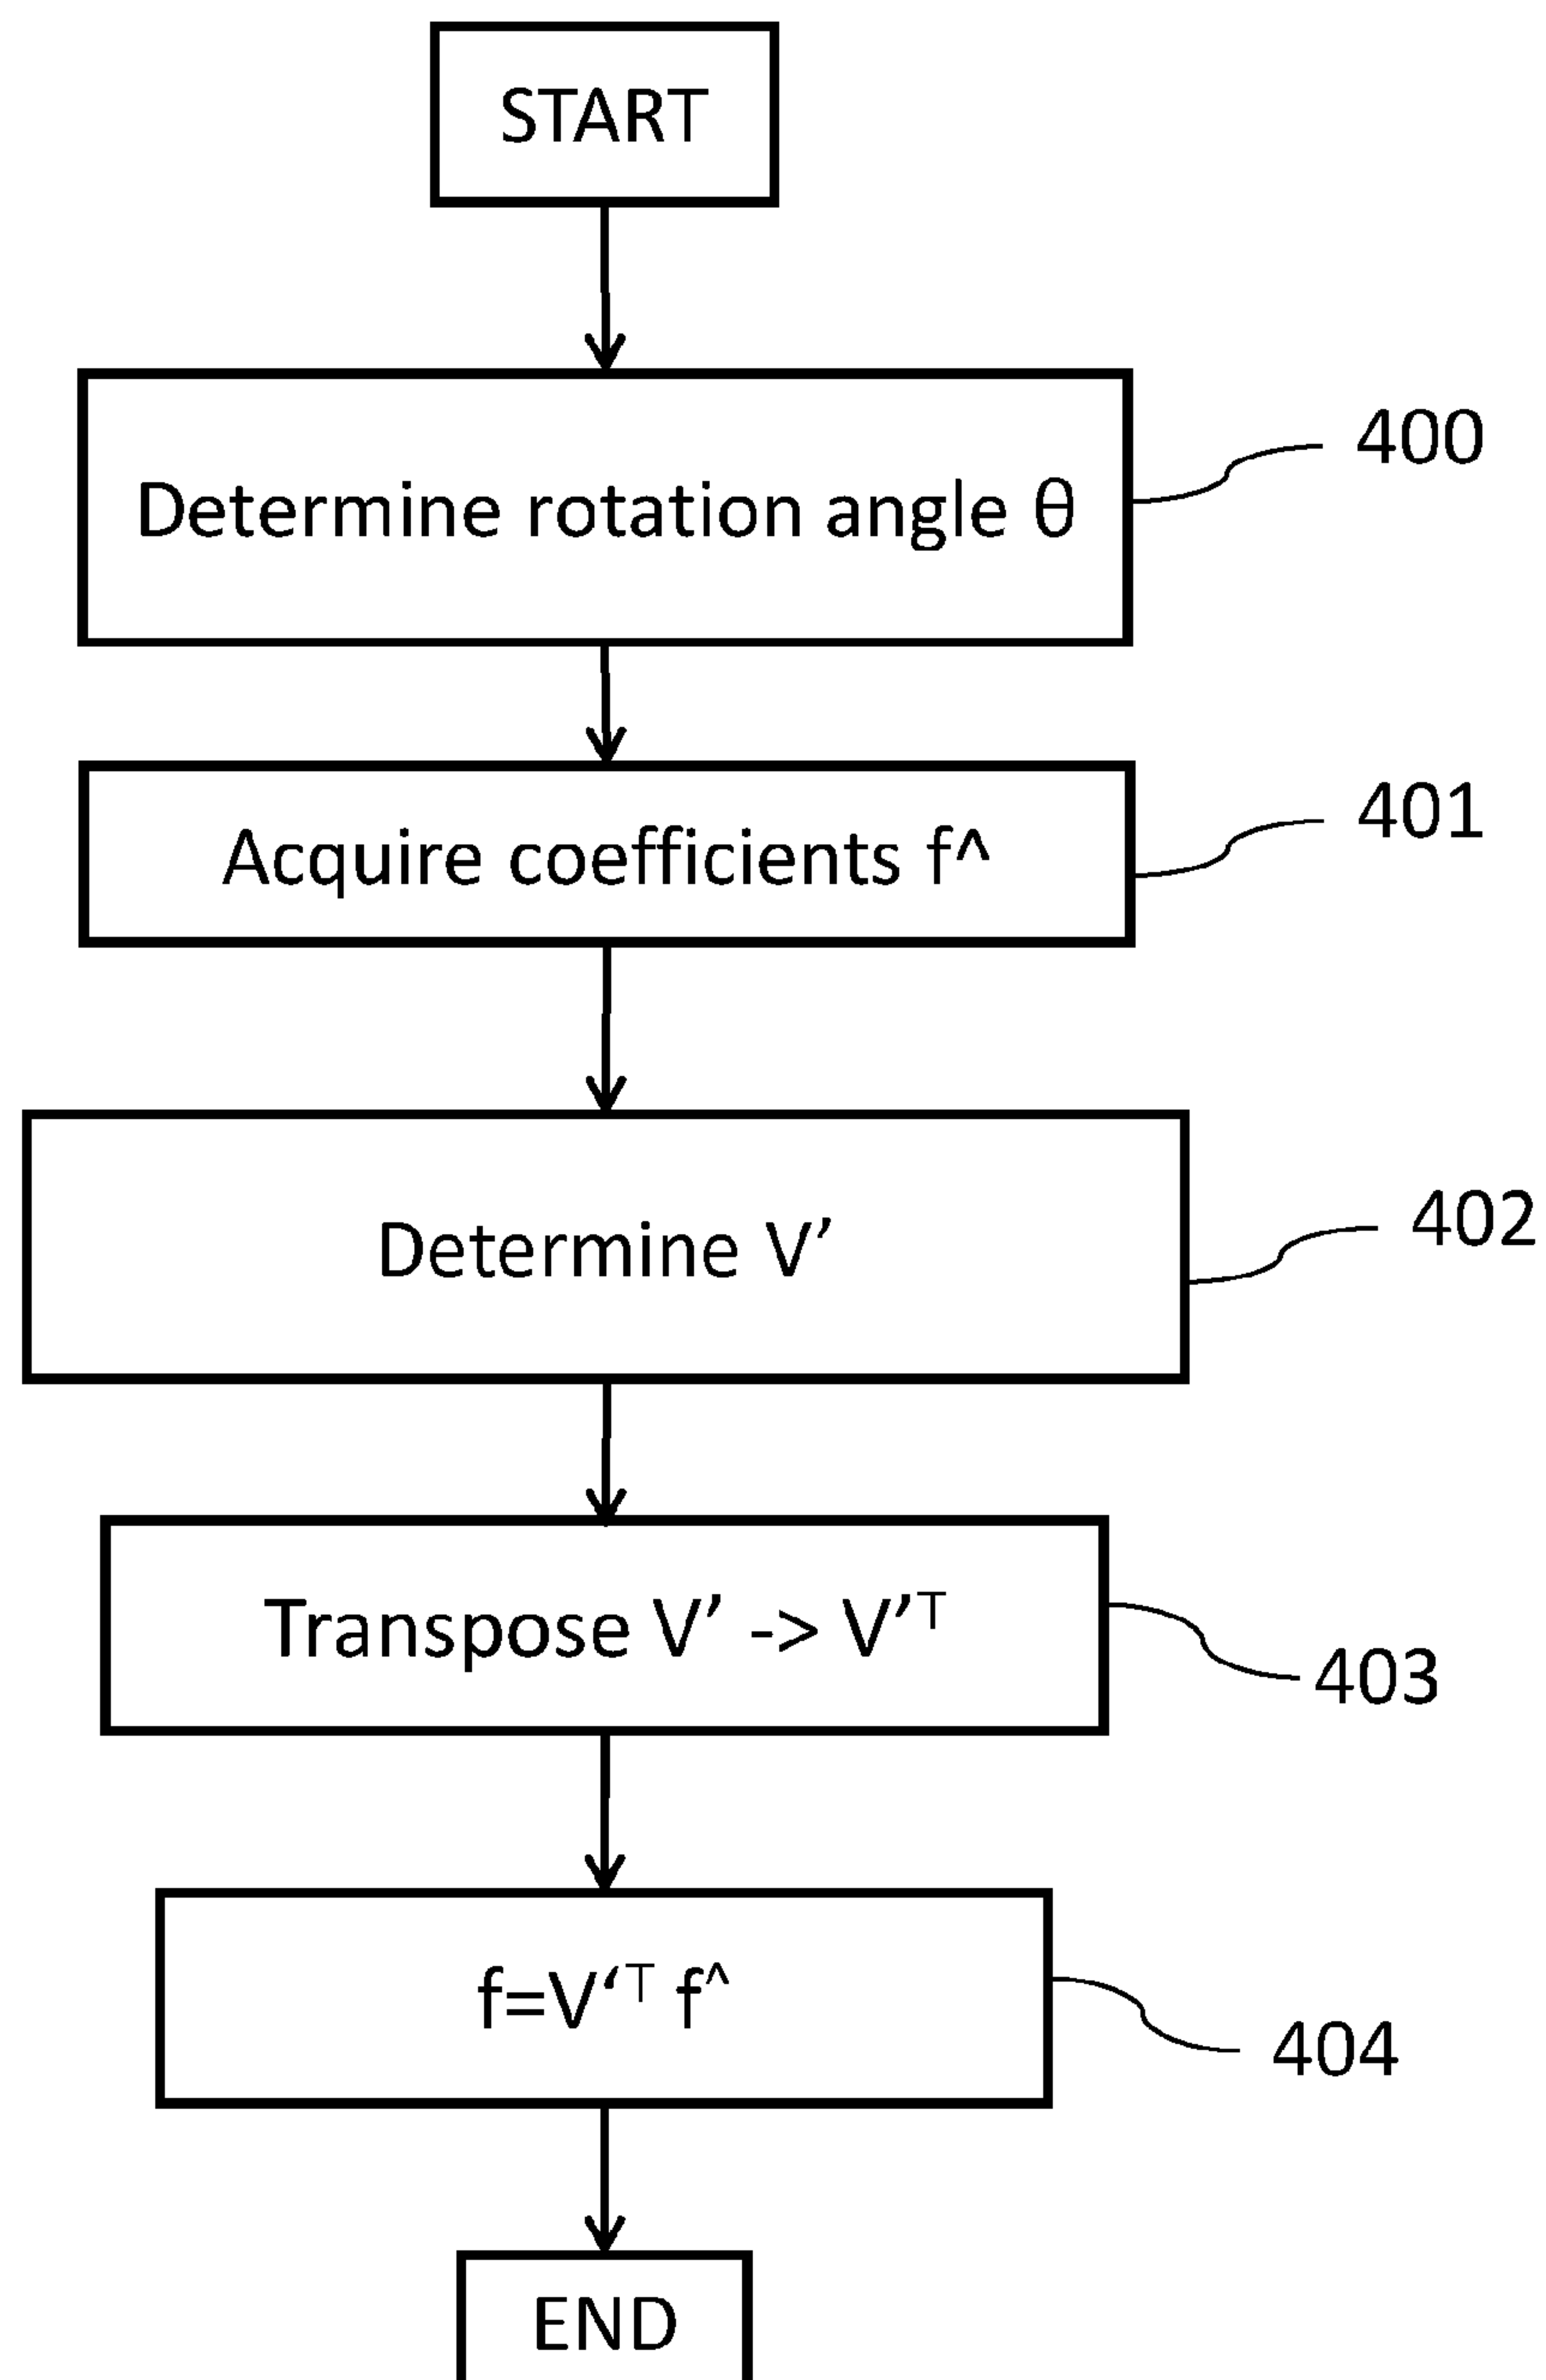 START
Determine rotation angle θ
400
Acquire coefficients f^
401
Determine V’
402
Transpose V’ -> V’ᵀ
403
f=V‘ᵀ f^
404
END